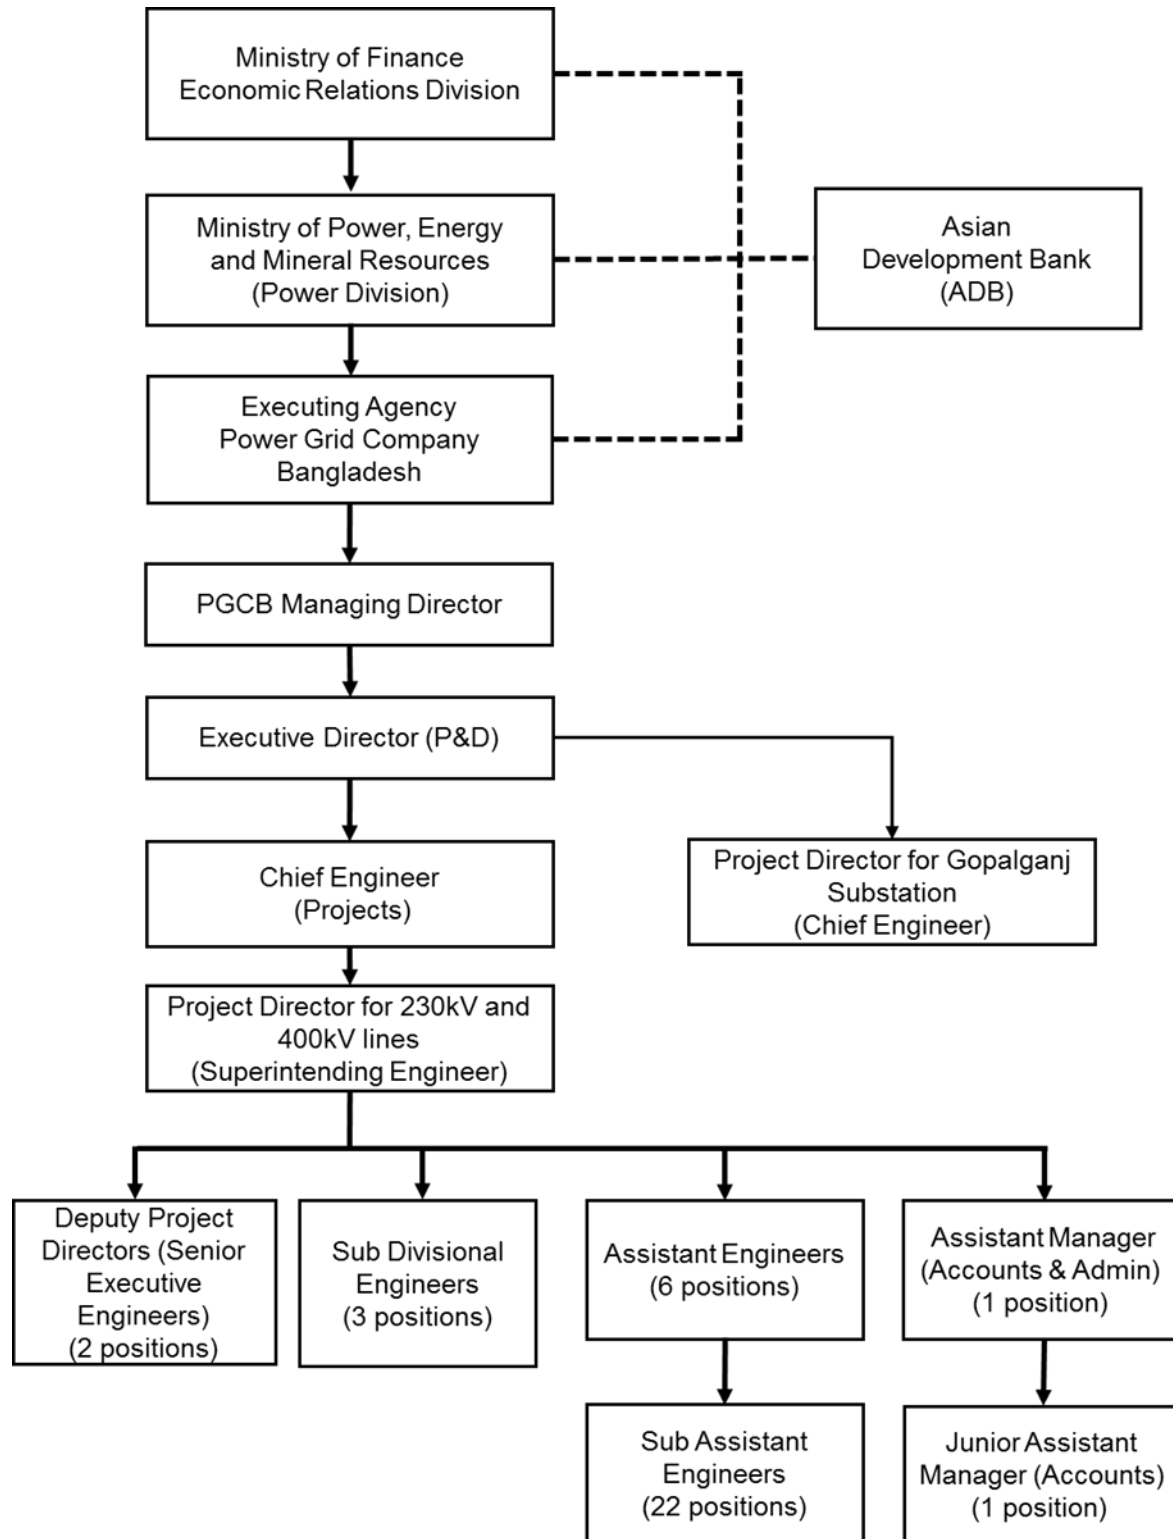 Ministry of Finance
Economic Relations Division
Ministry of Power, Energy
and Mineral Resources
(Power Division)
Asian
Development Bank
(ADB)
Executing Agency
Power Grid Company
Bangladesh
PGCB Managing Director
Executive Director (P&D)
Chief Engineer
(Projects)
Project Director for Gopalganj
Substation
(Chief Engineer)
Project Director for 230kV and
400kV lines
(Superintending Engineer)
Deputy Project
Directors (Senior
Executive
Engineers)
(2 positions)
Sub Divisional
Engineers
(3 positions)
Assistant Engineers
(6 positions)
Assistant Manager
(Accounts & Admin)
(1 position)
Sub Assistant
Engineers
(22 positions)
Junior Assistant
Manager (Accounts)
(1 position)